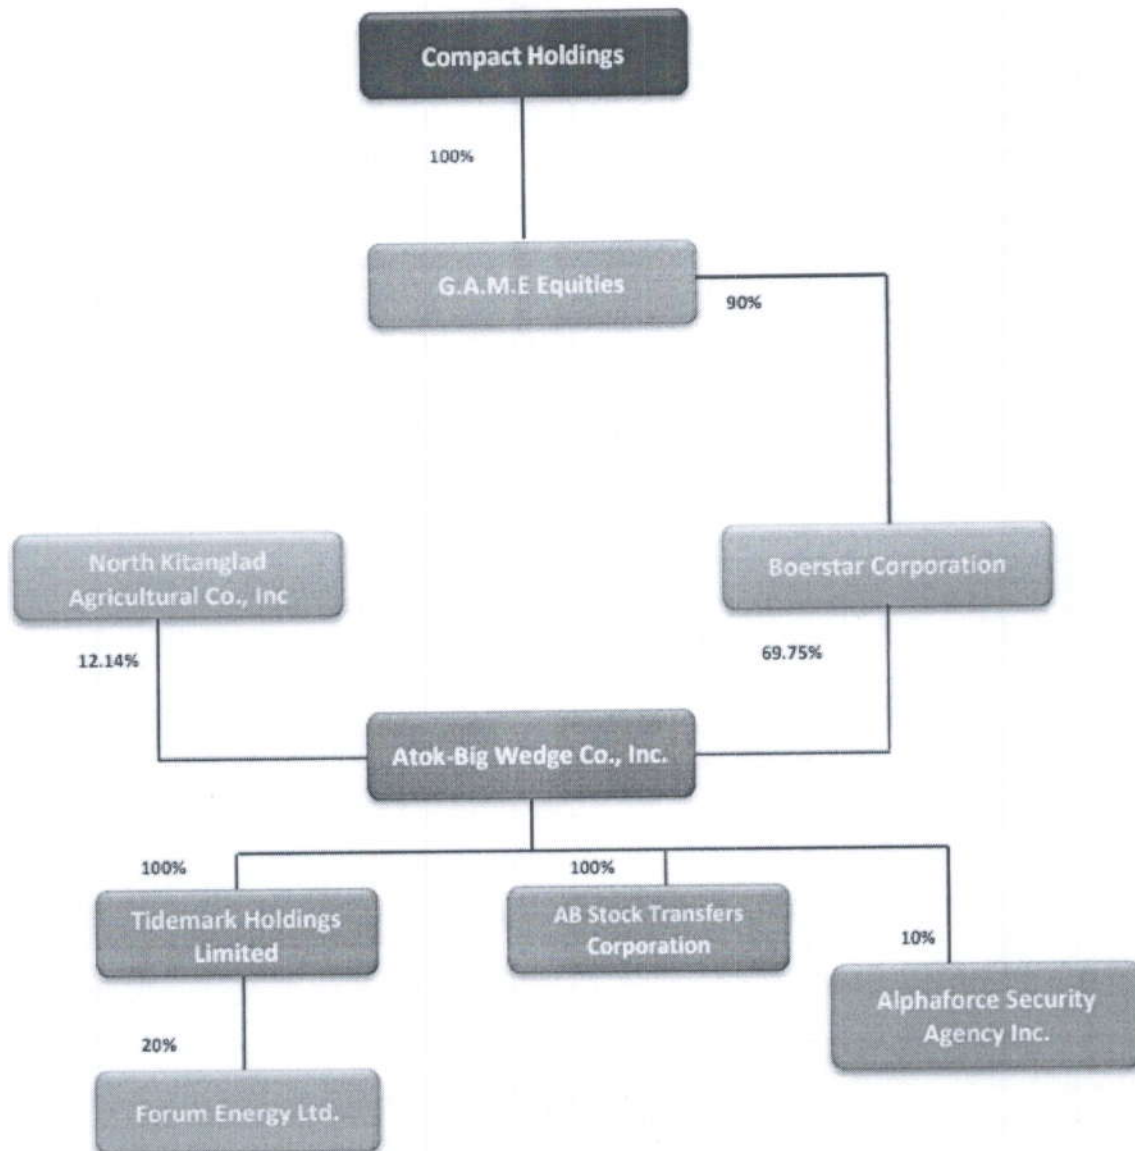 Compact Holdings
100%
G.A.M.E Equities
90%
North Kitanglad
Agricultural Co., Inc
Boerstar Corporation
12.14%
69.75%
Atok-Big Wedge Co., Inc.
100%
100%
Tidemark Holdings
Limited
AB Stock Transfers
Corporation
10%
Alphaforce Security
Agency Inc.
20%
Forum Energy Ltd.